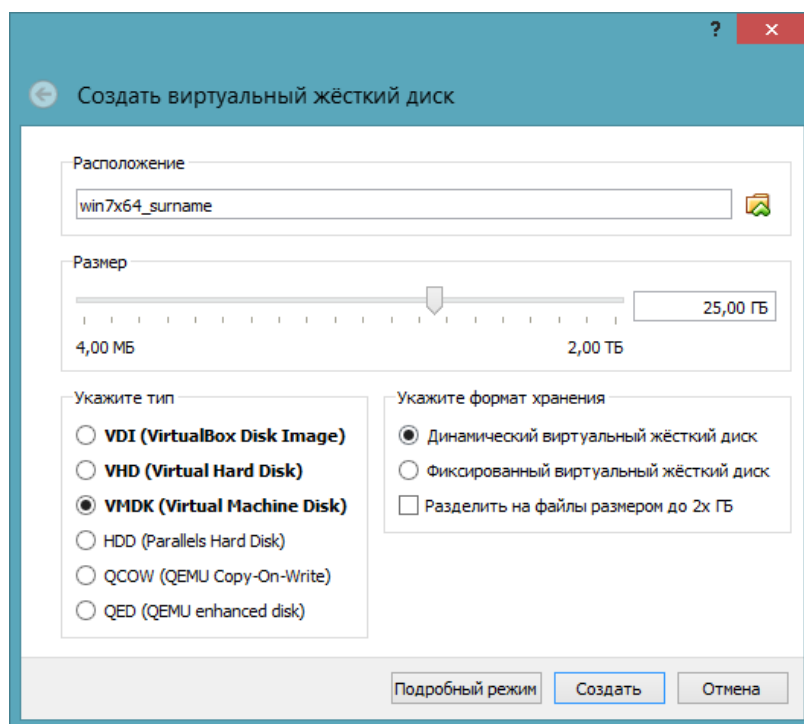 ?
Создать виртуальный жёсткий диск
Расположение
win7x64_surname
Размер
25,00 ГБ
4,00 МБ 2,00 ТБ
Укажите тип
VDI (VirtualBox Disk Image)
VHD (Virtual Hard Disk)
VMDK (Virtual Machine Disk)
HDD (Parallels Hard Disk)
QCOW (QEMU Copy-On-Write)
QED (QEMU enhanced disk)
Укажите формат хранения
Динамический виртуальный жёсткий диск
Фиксированный виртуальный жёсткий диск
Разделить на файлы размером до 2х ГБ
Подробный режим Создать Отмена